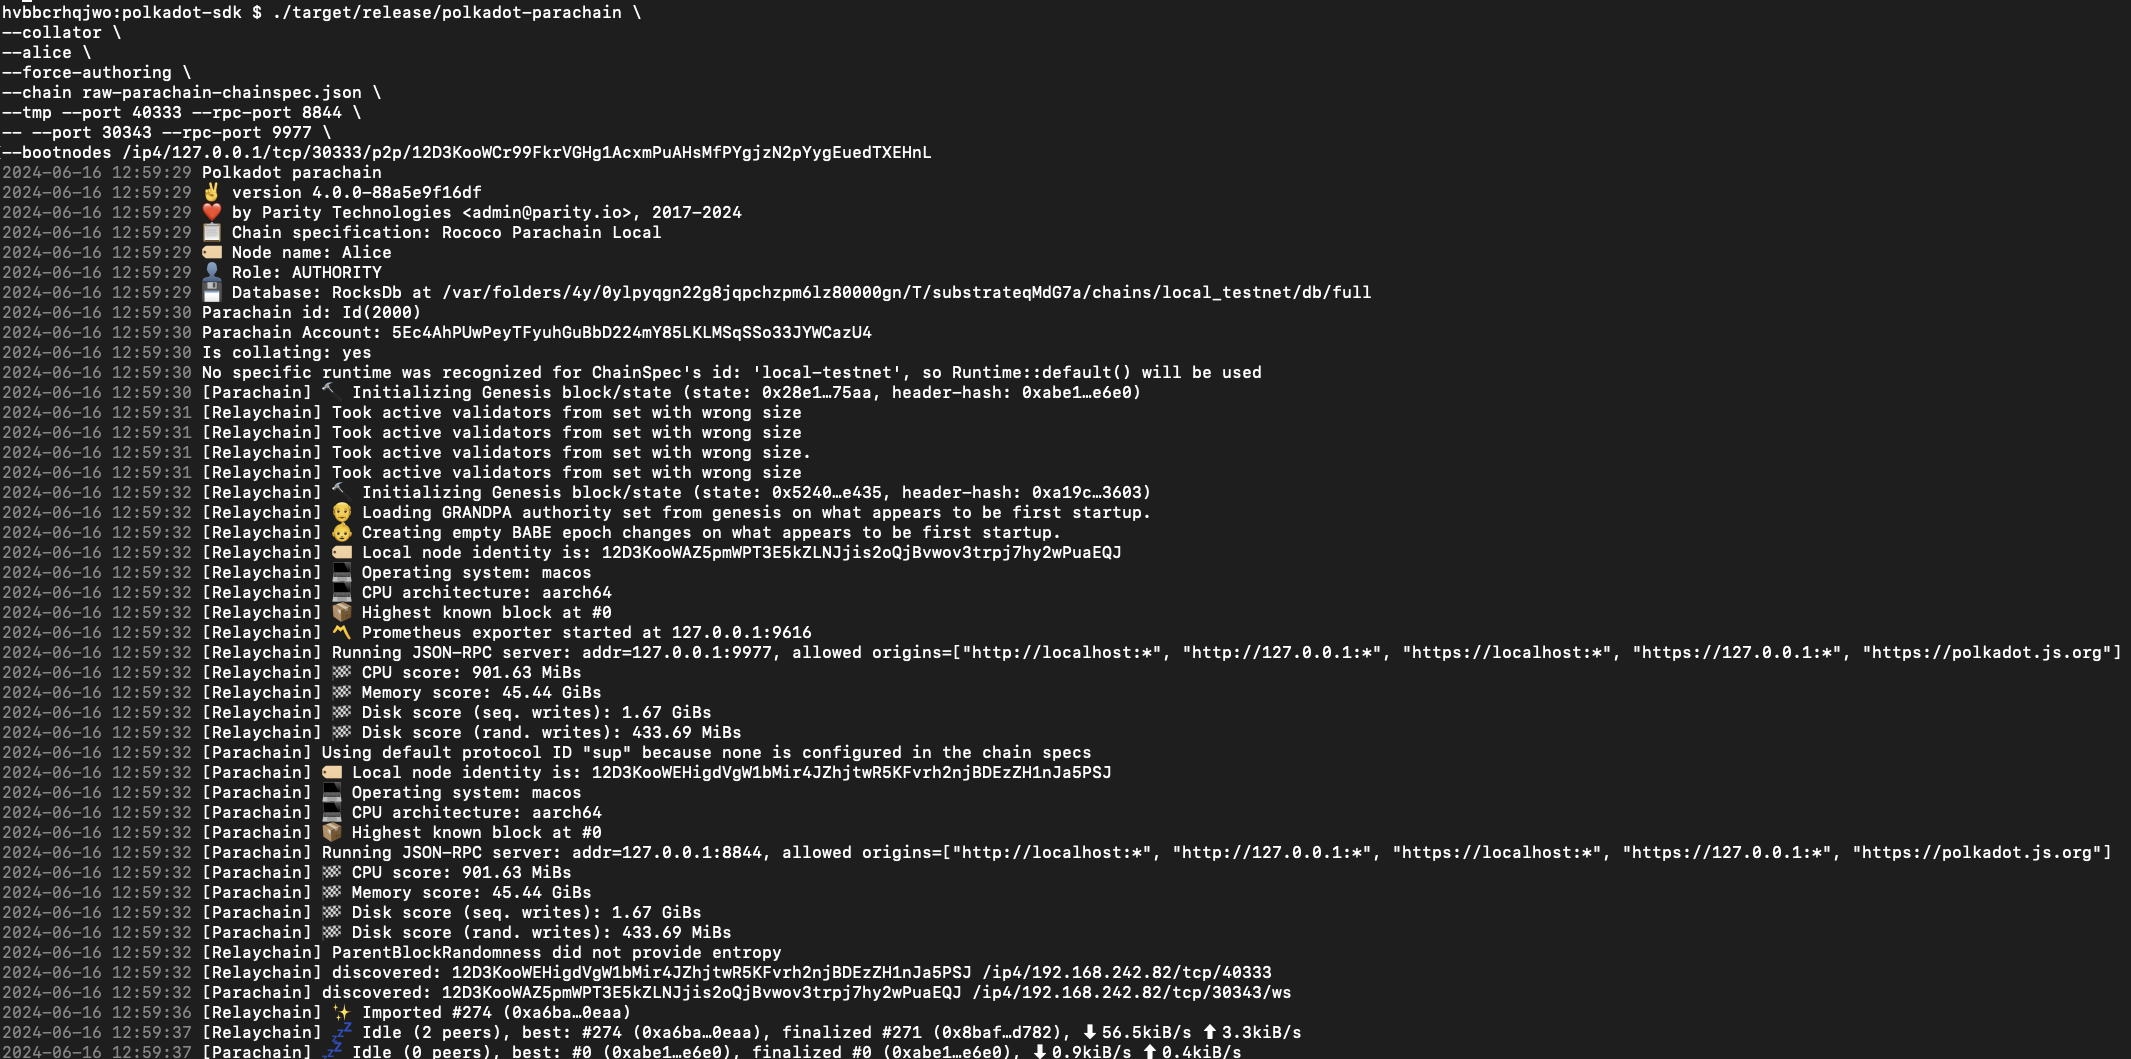 hvbbcrhqjwo:polkadot-sdk $ ./target/release/polkadot-parachain \
--collator \
--alice \
--force-authoring \
--chain raw-parachain-chainspec.json \
--tmp --port 40333 --rpc-port 8844 \
-- --port 30343 --rpc-port 9977 \
--bootnodes /ip4/127.0.0.1/tcp/30333/p2p/12D3KooWCr99FkrVGHg1AcxmPuAHsMfPYgjzN2pYygEuedTXEHnL
2024-06-16 12:59:29 Polkadot parachain
2024-06-16 12:59:29 ✌️ version 4.0.0-88a5e9f16df
2024-06-16 12:59:29 ❤️ by Parity Technologies <admin@parity.io>, 2017-2024
2024-06-16 12:59:29 📋 Chain specification: Rococo Parachain Local
2024-06-16 12:59:29 🏷 Node name: Alice
2024-06-16 12:59:29 👤 Role: AUTHORITY
2024-06-16 12:59:29 💾 Database: RocksDb at /var/folders/4y/0ylpyqgn22g8jqpchzpm6lz80000gn/T/substrateqMdG7a/chains/local_testnet/db/full
2024-06-16 12:59:30 Parachain id: Id(2000)
2024-06-16 12:59:30 Parachain Account: 5Ec4AhPUwPeyTFyuhGuBbD224mY85LKLMSqSSo33JYWCazU4
2024-06-16 12:59:30 Is collating: yes
2024-06-16 12:59:30 No specific runtime was recognized for ChainSpec's id: 'local-testnet', so Runtime::default() will be used
2024-06-16 12:59:30 [Parachain] 🔨 Initializing Genesis block/state (state: 0x28e1…75aa, header-hash: 0xabe1…e6e0)
2024-06-16 12:59:31 [Relaychain] Took active validators from set with wrong size
2024-06-16 12:59:31 [Relaychain] Took active validators from set with wrong size
2024-06-16 12:59:31 [Relaychain] Took active validators from set with wrong size.
2024-06-16 12:59:31 [Relaychain] Took active validators from set with wrong size
2024-06-16 12:59:32 [Relaychain] 🔨 Initializing Genesis block/state (state: 0x5240…e435, header-hash: 0xa19c…3603)
2024-06-16 12:59:32 [Relaychain] 👴 Loading GRANDPA authority set from genesis on what appears to be first startup.
2024-06-16 12:59:32 [Relaychain] 👶 Creating empty BABE epoch changes on what appears to be first startup.
2024-06-16 12:59:32 [Relaychain] 🏷 Local node identity is: 12D3KooWAZ5pmWPT3E5kZLNJjis2oQjBvwov3trpj7hy2wPuaEQJ
2024-06-16 12:59:32 [Relaychain] 💻 Operating system: macos
2024-06-16 12:59:32 [Relaychain] 💻 CPU architecture: aarch64
2024-06-16 12:59:32 [Relaychain] 📦 Highest known block at #0
2024-06-16 12:59:32 [Relaychain] 〽️ Prometheus exporter started at 127.0.0.1:9616
2024-06-16 12:59:32 [Relaychain] Running JSON-RPC server: addr=127.0.0.1:9977, allowed origins=["http://localhost:*", "http://127.0.0.1:*", "https://localhost:*", "https://127.0.0.1:*", "https://polkadot.js.org"]
2024-06-16 12:59:32 [Relaychain] 🏁 CPU score: 901.63 MiBs
2024-06-16 12:59:32 [Relaychain] 🏁 Memory score: 45.44 GiBs
2024-06-16 12:59:32 [Relaychain] 🏁 Disk score (seq. writes): 1.67 GiBs
2024-06-16 12:59:32 [Relaychain] 🏁 Disk score (rand. writes): 433.69 MiBs
2024-06-16 12:59:32 [Parachain] Using default protocol ID "sup" because none is configured in the chain specs
2024-06-16 12:59:32 [Parachain] 🏷 Local node identity is: 12D3KooWEHigdVgW1bMir4JZhjtwR5KFvrh2njBDEzZH1nJa5PSJ
2024-06-16 12:59:32 [Parachain] 💻 Operating system: macos
2024-06-16 12:59:32 [Parachain] 💻 CPU architecture: aarch64
2024-06-16 12:59:32 [Parachain] 📦 Highest known block at #0
2024-06-16 12:59:32 [Parachain] Running JSON-RPC server: addr=127.0.0.1:8844, allowed origins=["http://localhost:*", "http://127.0.0.1:*", "https://localhost:*", "https://127.0.0.1:*", "https://polkadot.js.org"]
2024-06-16 12:59:32 [Parachain] 🏁 CPU score: 901.63 MiBs
2024-06-16 12:59:32 [Parachain] 🏁 Memory score: 45.44 GiBs
2024-06-16 12:59:32 [Parachain] 🏁 Disk score (seq. writes): 1.67 GiBs
2024-06-16 12:59:32 [Parachain] 🏁 Disk score (rand. writes): 433.69 MiBs
2024-06-16 12:59:32 [Relaychain] ParentBlockRandomness did not provide entropy
2024-06-16 12:59:32 [Relaychain] discovered: 12D3KooWEHigdVgW1bMir4JZhjtwR5KFvrh2njBDEzZH1nJa5PSJ /ip4/192.168.242.82/tcp/40333
2024-06-16 12:59:32 [Parachain] discovered: 12D3KooWAZ5pmWPT3E5kZLNJjis2oQjBvwov3trpj7hy2wPuaEQJ /ip4/192.168.242.82/tcp/30343/ws
2024-06-16 12:59:36 [Relaychain] ✨ Imported #274 (0xa6ba…0eaa)
2024-06-16 12:59:37 [Relaychain] 💤 Idle (2 peers), best: #274 (0xa6ba…0eaa), finalized #271 (0x8baf…d782), ⬇ 56.5kiB/s ⬆ 3.3kiB/s
2024-06-16 12:59:37 [Parachain] 💤 Idle (0 peers), best: #0 (0xabe1…e6e0), finalized #0 (0xabe1…e6e0), ⬇ 0.9kiB/s ⬆ 0.4kiB/s